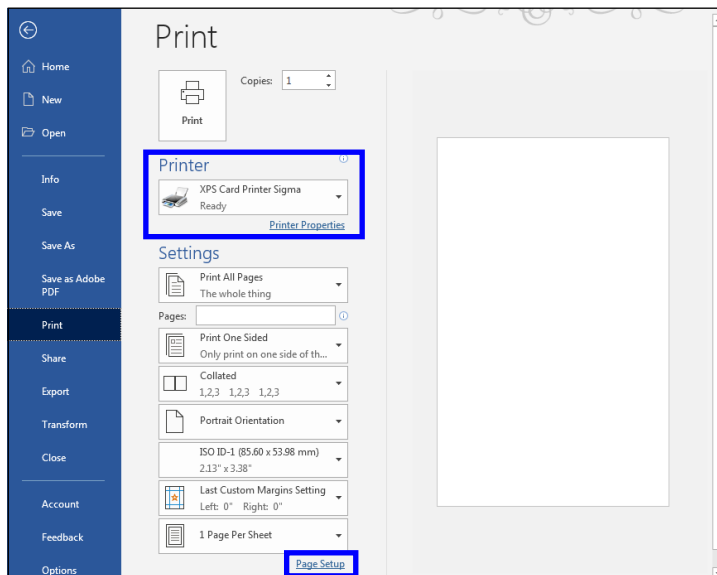 Print
Home
New
Open
Info
Save
Save As
Save as Adobe
PDF
Print
Share
Export
Transform
Close
Account
Feedback
Options
Copies: 1
Print
Printer
XPS Card Printer Sigma
Ready
Printer Properties
Settings
Print All Pages
The whole thing
Pages:
Print One Sided
Only print on one side of th...
Collated
1,2,3 1,2,3 1,2,3
Portrait Orientation
ISO ID-1 (85.60 x 53.98 mm)
2.13" x 3.38"
Last Custom Margins Setting
Left: 0" Right: 0"
1 Page Per Sheet
Page Setup